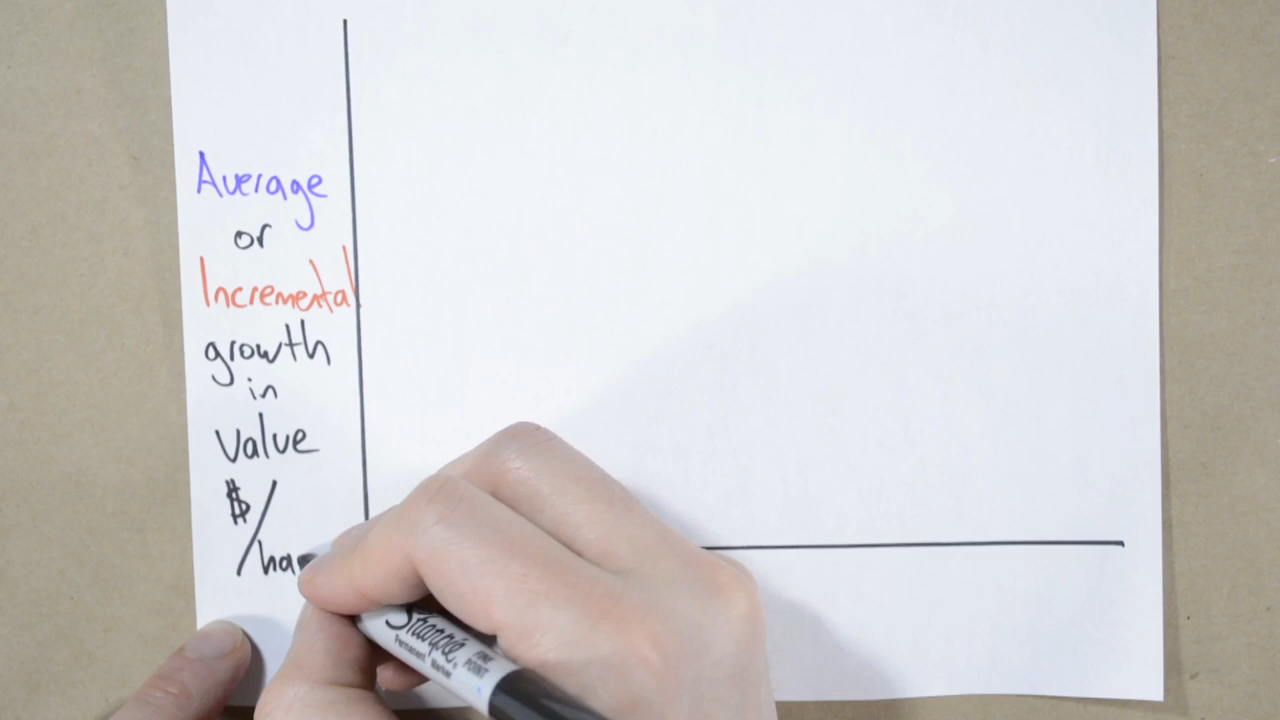 Average
or
Incremental
growth
in
value
$/ha
Sharpie
FINE
POINT
Permanent Marker